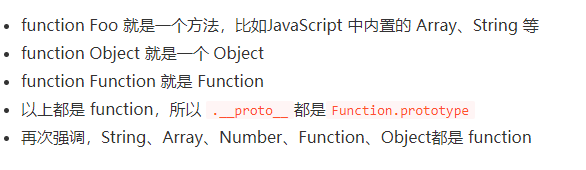 • function Foo 就是一个方法，比如JavaScript 中内置的 Array、String 等
• function Object 就是一个 Object
• function Function 就是 Function
• 以上都是 function，所以 .__proto__ 都是 Function.prototype
• 再次强调，String、Array、Number、Function、Object都是 function